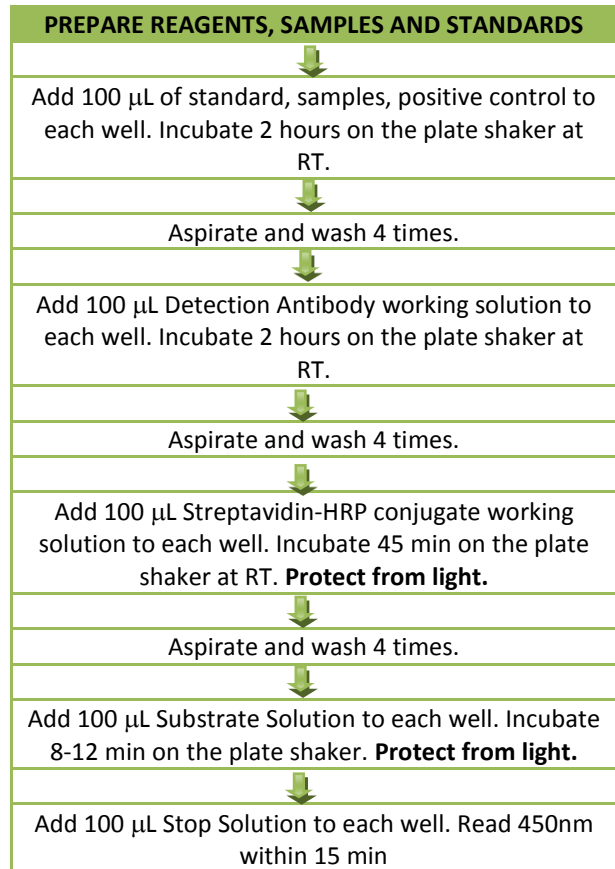 PREPARE REAGENTS, SAMPLES AND STANDARDS
Add 100 μL of standard, samples, positive control to
each well. Incubate 2 hours on the plate shaker at
RT.
Aspirate and wash 4 times.
Add 100 μL Detection Antibody working solution to
each well. Incubate 2 hours on the plate shaker at
RT.
Aspirate and wash 4 times.
Add 100 μL Streptavidin-HRP conjugate working
solution to each well. Incubate 45 min on the plate
shaker at RT. Protect from light.
Aspirate and wash 4 times.
Add 100 μL Substrate Solution to each well. Incubate
8-12 min on the plate shaker. Protect from light.
Add 100 μL Stop Solution to each well. Read 450nm
within 15 min